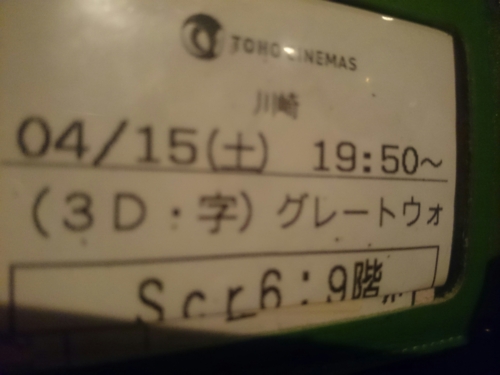 TOHO CINEMAS
川崎
04/15(土) 19:50~
(3D・字) グレートウォ
Scr6:9階